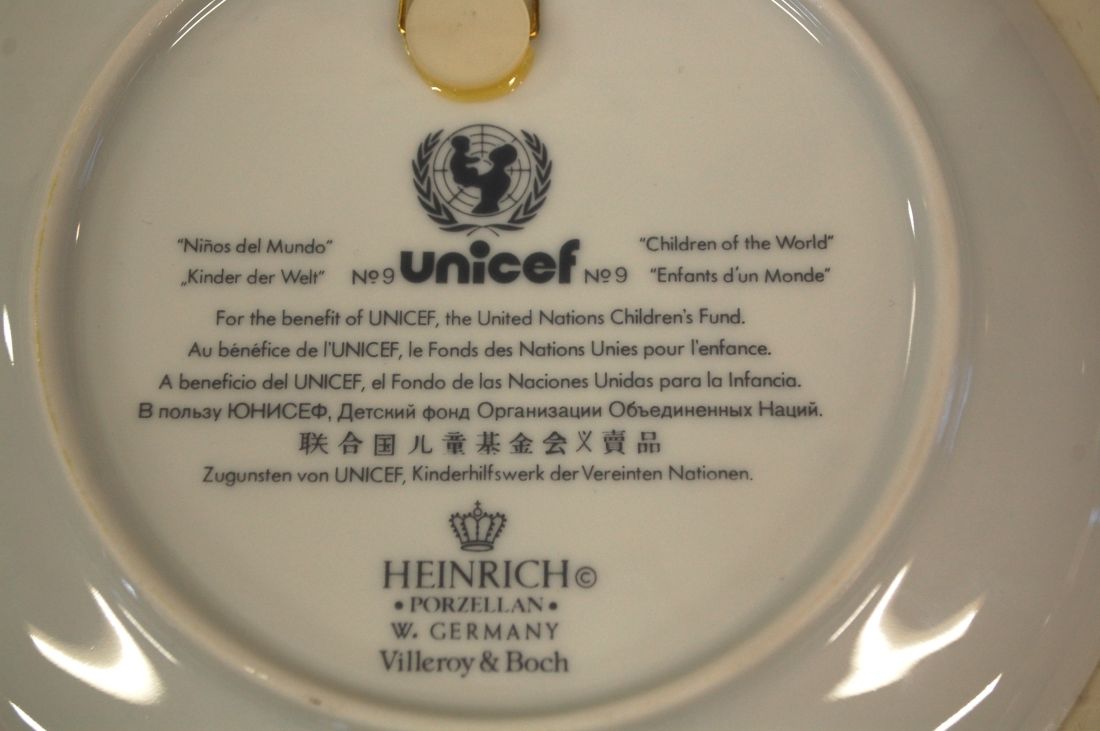 "Niños del Mundo" "Children of the World"
„Kinder der Welt" Nº9 unicef Nº9 "Enfants d'un Monde"
For the benefit of UNICEF, the United Nations Children's Fund.
Au bénéfice de l'UNICEF, le Fonds des Nations Unies pour l'enfance.
A beneficio del UNICEF, el Fondo de las Naciones Unidas para la Infancia.
В пользу ЮНИСЕФ, Детский фонд Организации Объединенных Наций.
联合国儿童基金会义賣品
Zugunsten von UNICEF, Kinderhilfswerk der Vereinten Nationen.
HEINRICH©
• PORZELLAN •
W. GERMANY
Villeroy & Boch